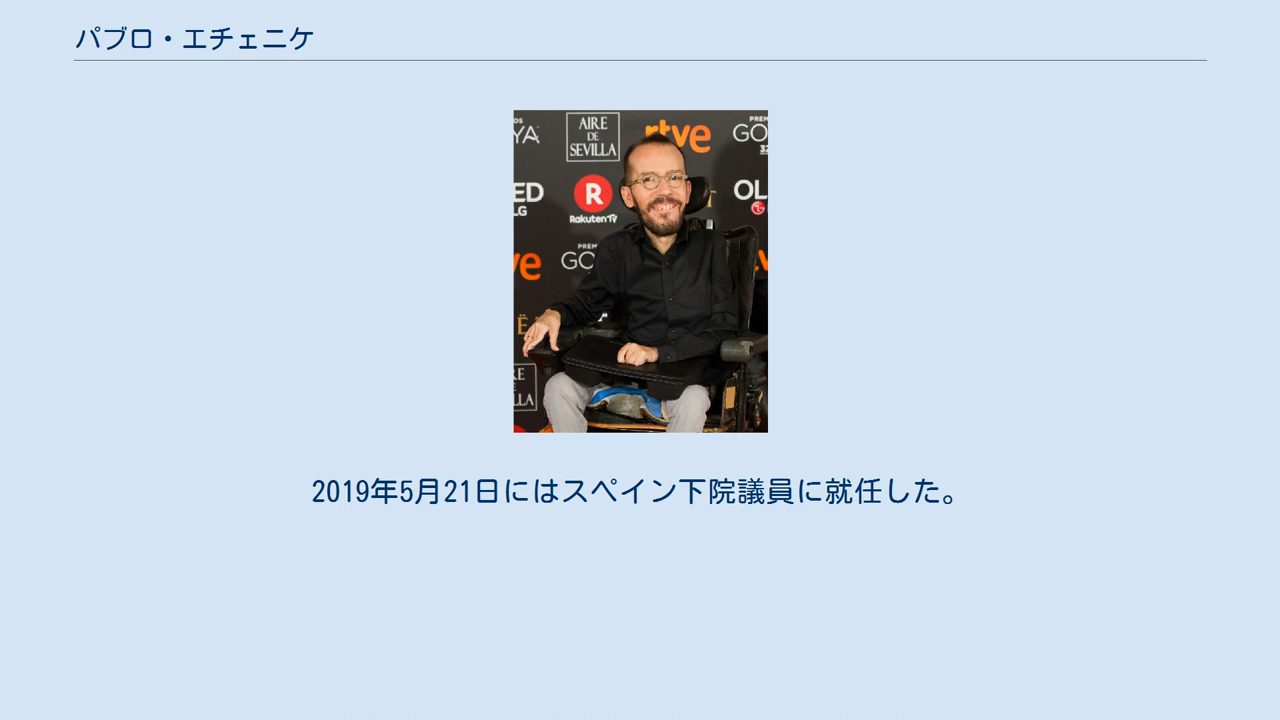 パブロ・エチェニケ
AIRE
DE
SEVILLA
rtve
Rakuten TV
2019年5月21日にはスペイン下院議員に就任した。